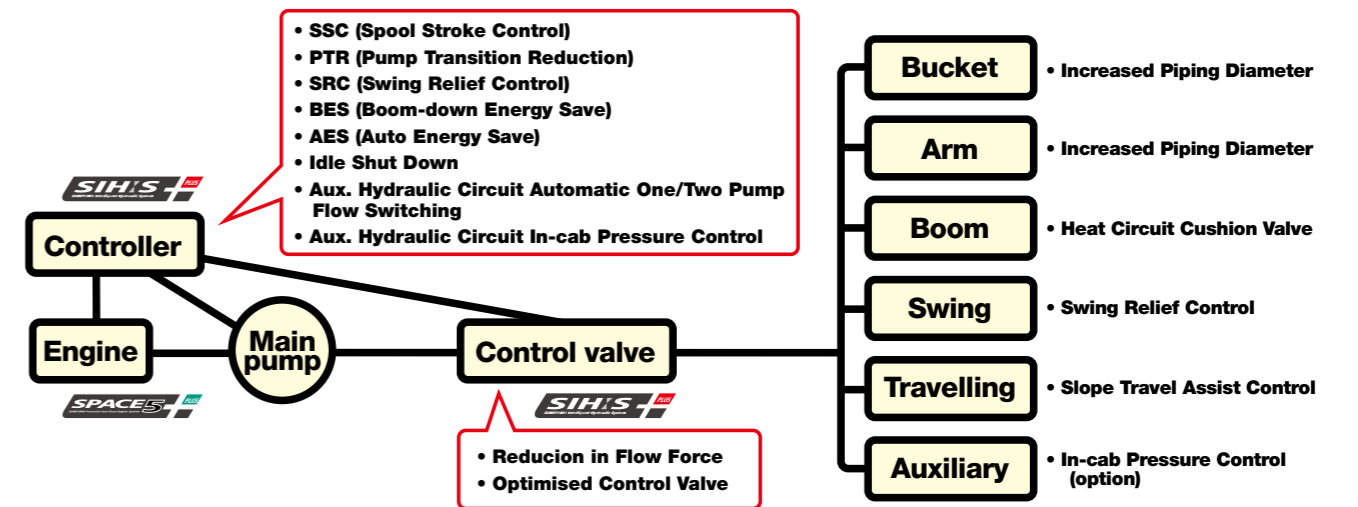 • SSC (Spool Stroke Control)
• PTR (Pump Transition Reduction)
• SRC (Swing Relief Control)
• BES (Boom-down Energy Save)
• AES (Auto Energy Save)
• Idle Shut Down
• Aux. Hydraulic Circuit Automatic One/Two Pump
Flow Switching
• Aux. Hydraulic Circuit In-cab Pressure Control
SIH:S PLUS
Controller
Engine
SPACE5 PLUS
Main
pump
Control valve
SIH:S PLUS
• Reducion in Flow Force
• Optimised Control Valve
Bucket
• Increased Piping Diameter
Arm
• Increased Piping Diameter
Boom
• Heat Circuit Cushion Valve
Swing
• Swing Relief Control
Travelling
• Slope Travel Assist Control
Auxiliary
• In-cab Pressure Control
(option)